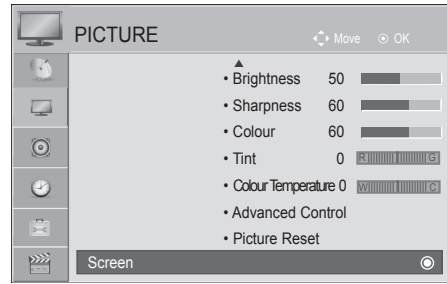 PICTURE Move OK
• Brightness 50
• Sharpness 60
• Colour 60
• Tint 0 R G
• Colour Temperature 0 W C
• Advanced Control
• Picture Reset
Screen